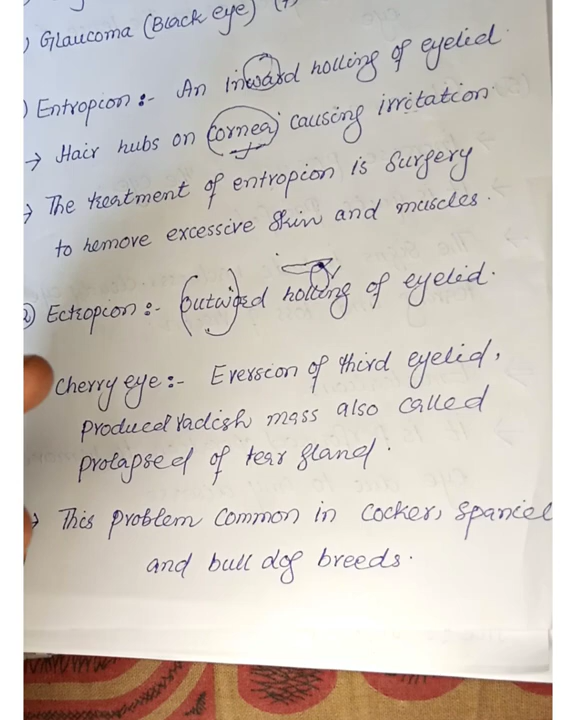 ) Glaucoma (Black eye) (
) Entropion :- An Inward rolling of eyelid.
→ Hair rubs on (cornea) causing irritation
→ The treatment of entropion is surgery
to remove excessive skin and muscles.
2) Ectropion :- (outward) rolling of eyelid.
Cherry eye :- Everscon of third eyelid,
produced radish mass also called
prolapsed of tear gland.
→ This problem common in cocker, spaniel
and bull dog breeds.